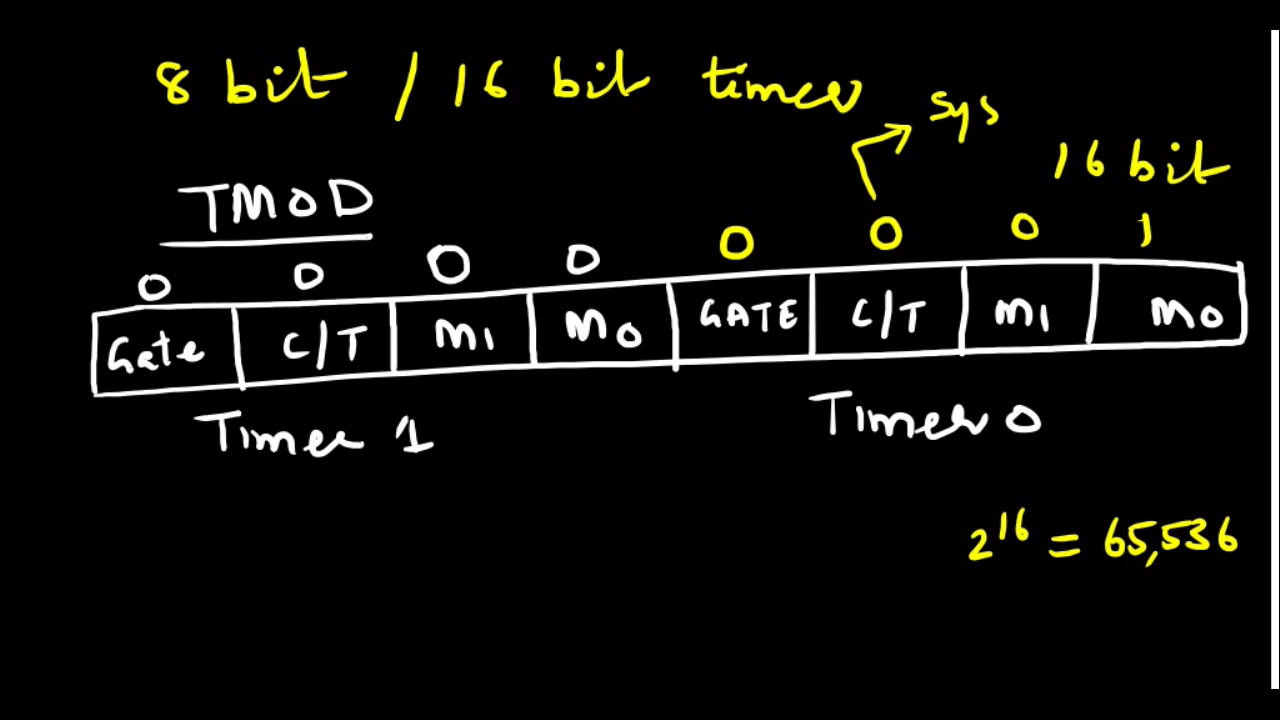 8 bit / 16 bit timer
sys
16 bit
TMOD
0 0 0 0 0 0 0 1
Gate C/T M1 M0 GATE C/T M1 M0
Timer 1 Timer 0
2^16 = 65,536